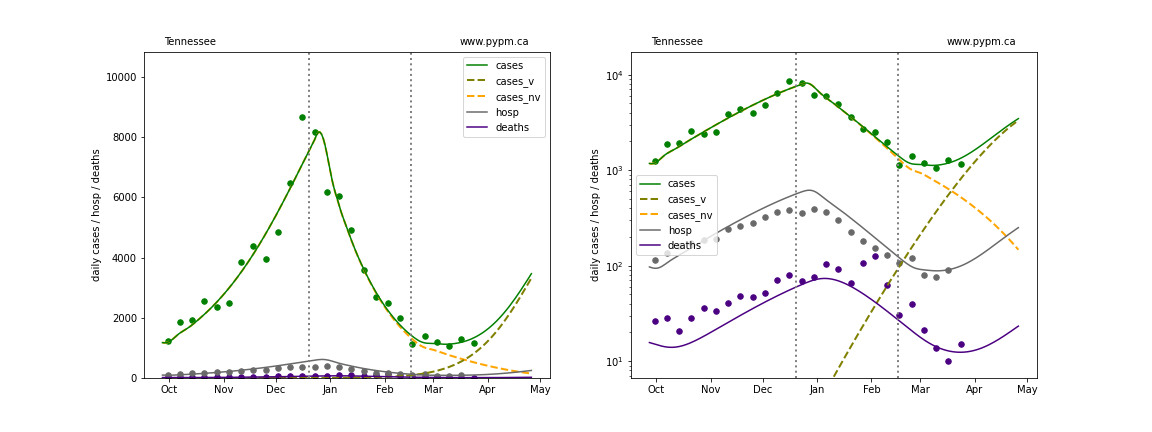 Tennessee www.pypm.ca
daily cases / hosp / deaths
10000
8000
6000
4000
2000
0
Oct Nov Dec Jan Feb Mar Apr May
cases
cases_v
cases_nv
hosp
deaths
Tennessee www.pypm.ca
daily cases / hosp / deaths
10⁴
10³
10²
10¹
Oct Nov Dec Jan Feb Mar Apr May
cases
cases_v
cases_nv
hosp
deaths